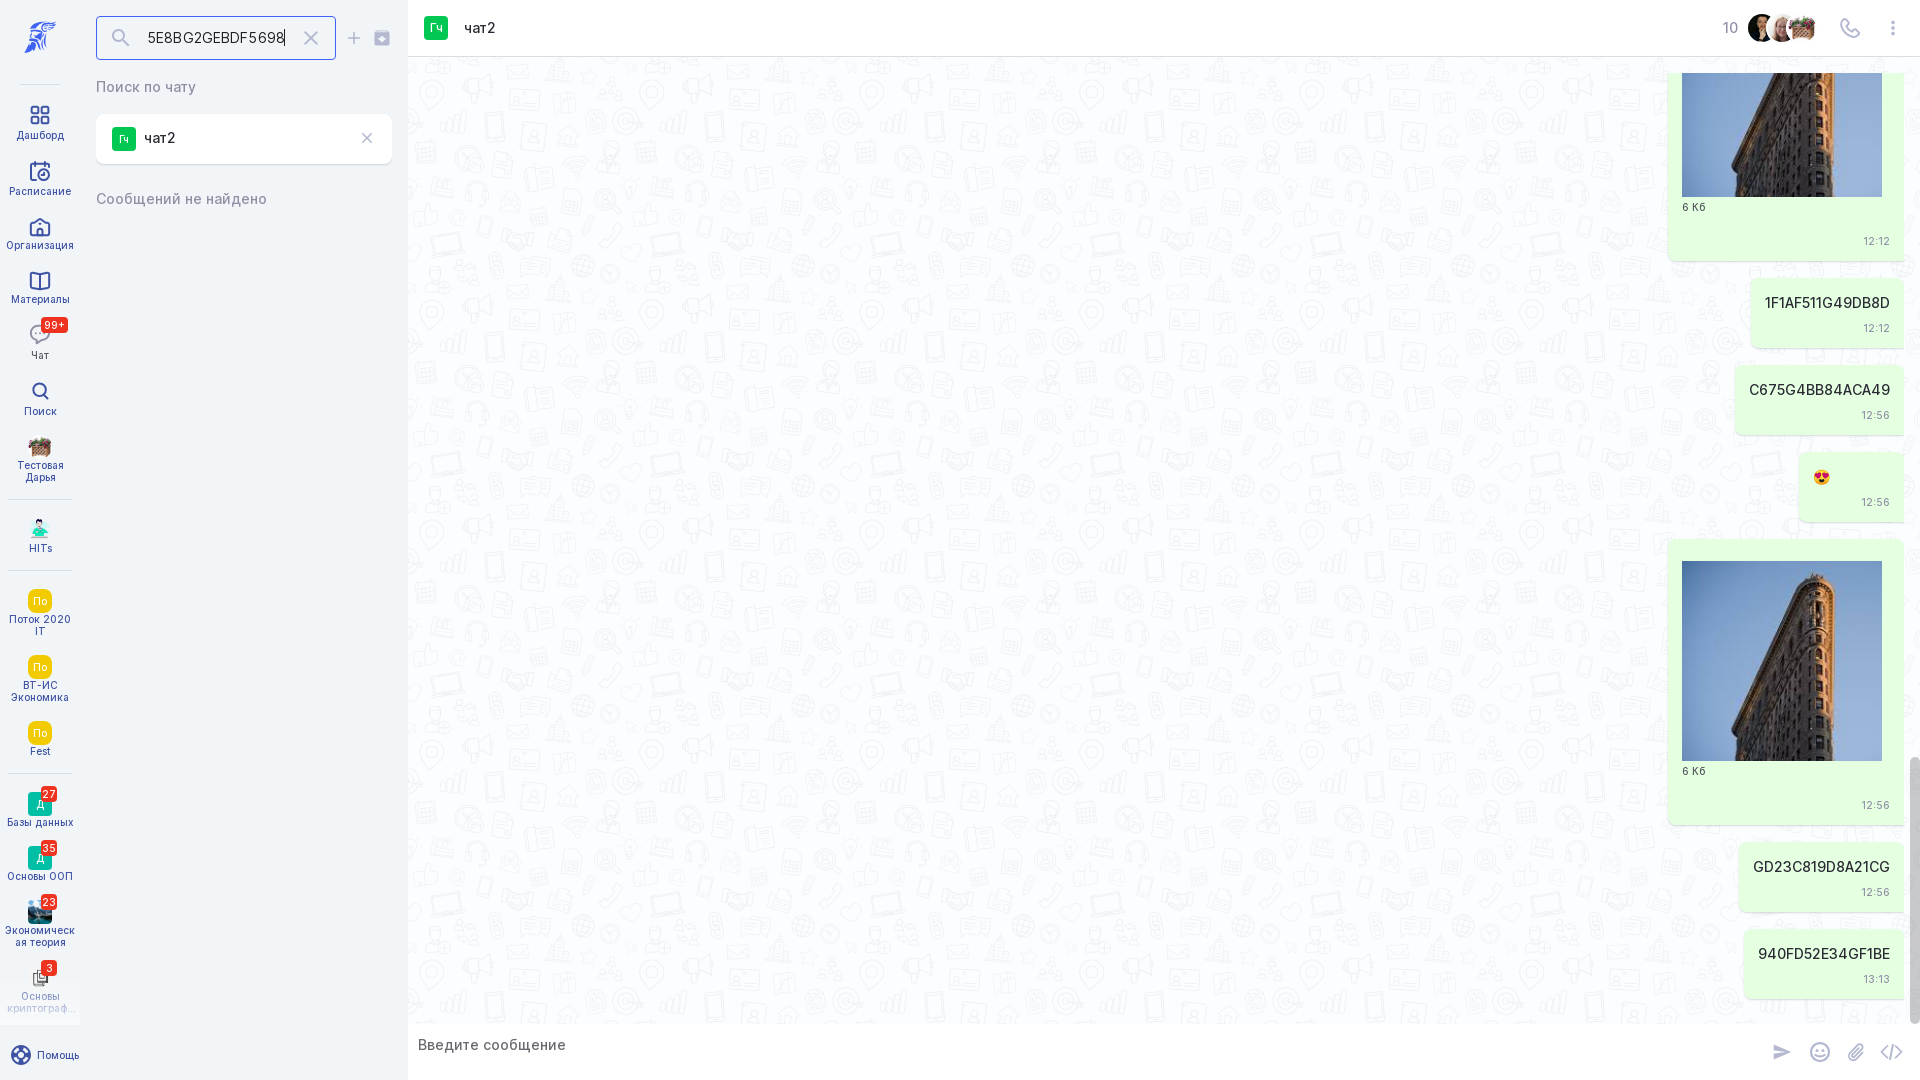 5E8BG2GEBDF5698
Поиск по чату
Гч
чат2
Сообщений не найдено
Дашборд
Расписание
Организация
Материалы
99+
Чат
Поиск
Тестовая
Дарья
HITs
По
Поток 2020
IT
По
ВТ-ИС
Экономика
По
Fest
27
Д
Базы данных
35
Д
Основы ООП
23
Экономическ
ая теория
3
Основы
криптограф...
Помощь
Гч
чат2
10
6 Кб
12:12
1F1AF511G49DB8D
12:12
C675G4BB84ACA49
12:56
😍
12:56
6 Кб
12:56
GD23C819D8A21CG
12:56
940FD52E34GF1BE
13:13
Введите сообщение